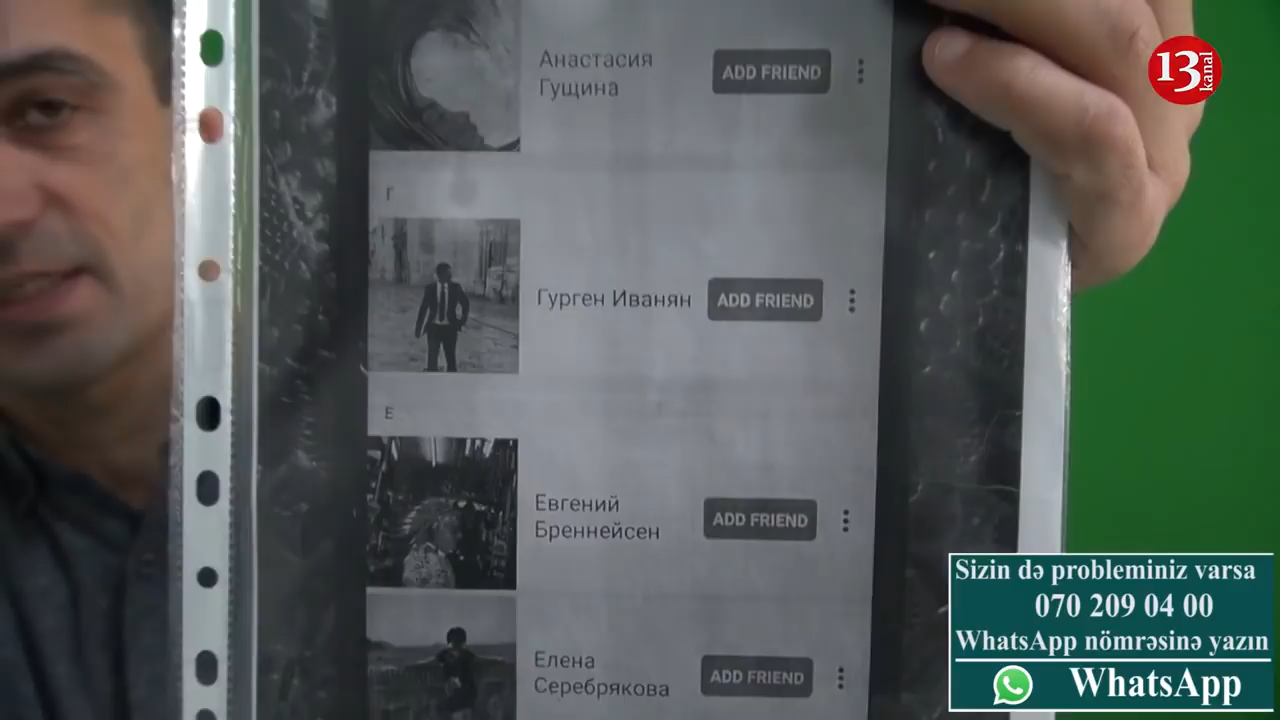 Анастасия
Гущина
ADD FRIEND
13 kanal
Г
Гурген Иванян
ADD FRIEND
Е
Евгений
Бреннейсен
ADD FRIEND
Елена
Серебрякова
ADD FRIEND
Sizin də probleminiz varsa
070 209 04 00
WhatsApp nömrəsinə yazın
WhatsApp